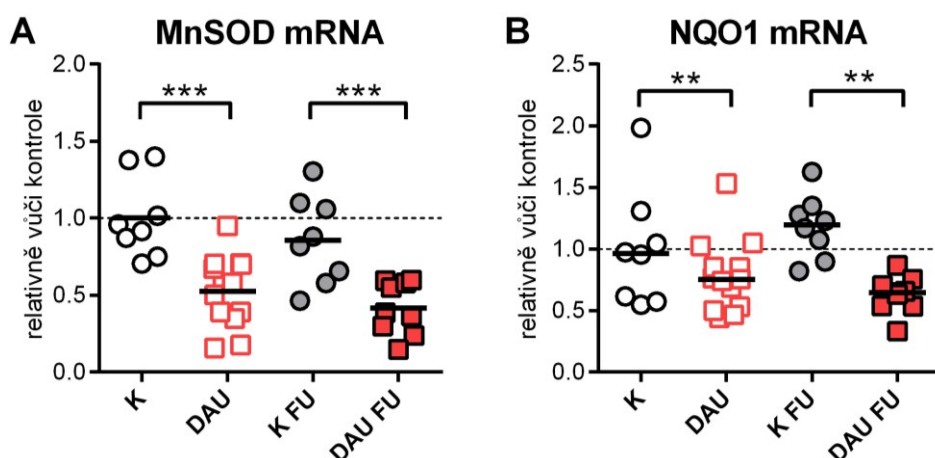 A
MnSOD mRNA
relativně vůči kontrole
2.0
1.5
1.0
0.5
0.0
***
***
K
DAU
K FU
DAU FU
B
NQO1 mRNA
relativně vůči kontrole
2.5
2.0
1.5
1.0
0.5
0.0
**
**
K
DAU
K FU
DAU FU